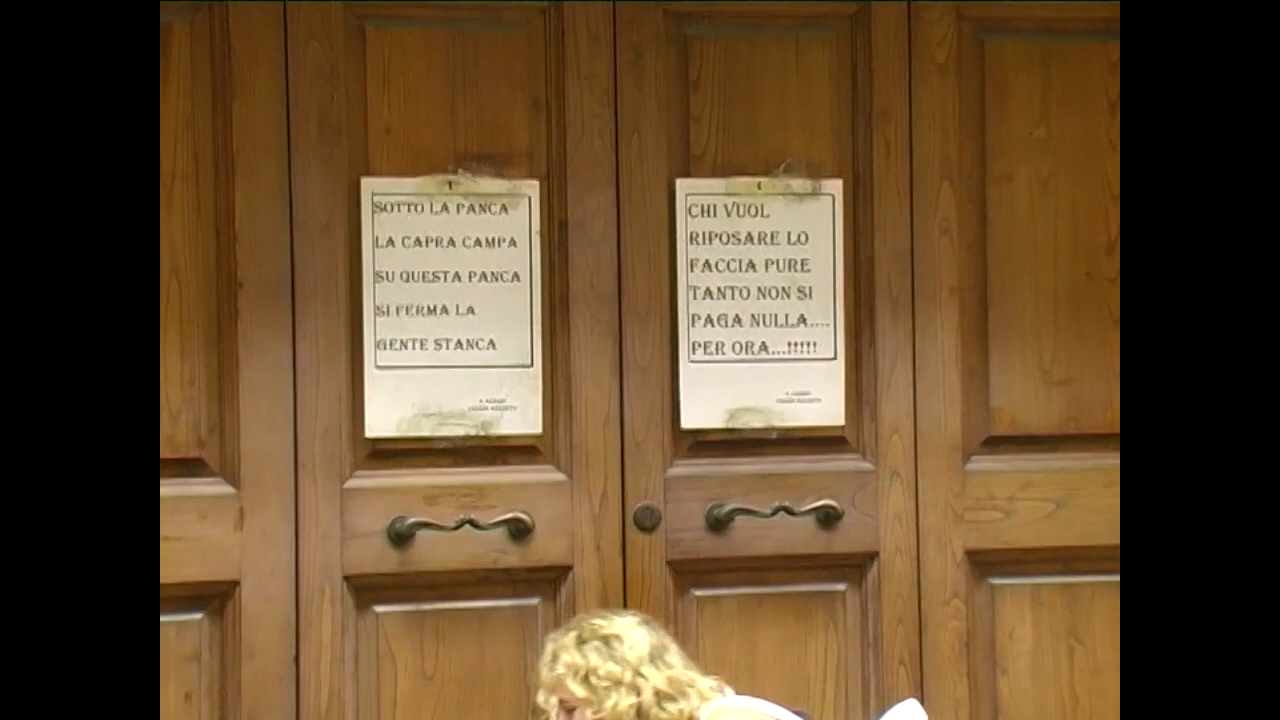 SOTTO LA PANCA
LA CAPRA CAMPA
SU QUESTA PANCA
SI FERMA LA
GENTE STANCA
CHI VUOL
RIPOSARE LO
FACCIA PURE
TANTO NON SI
PAGA NULLA....
PER ORA...!!!!!